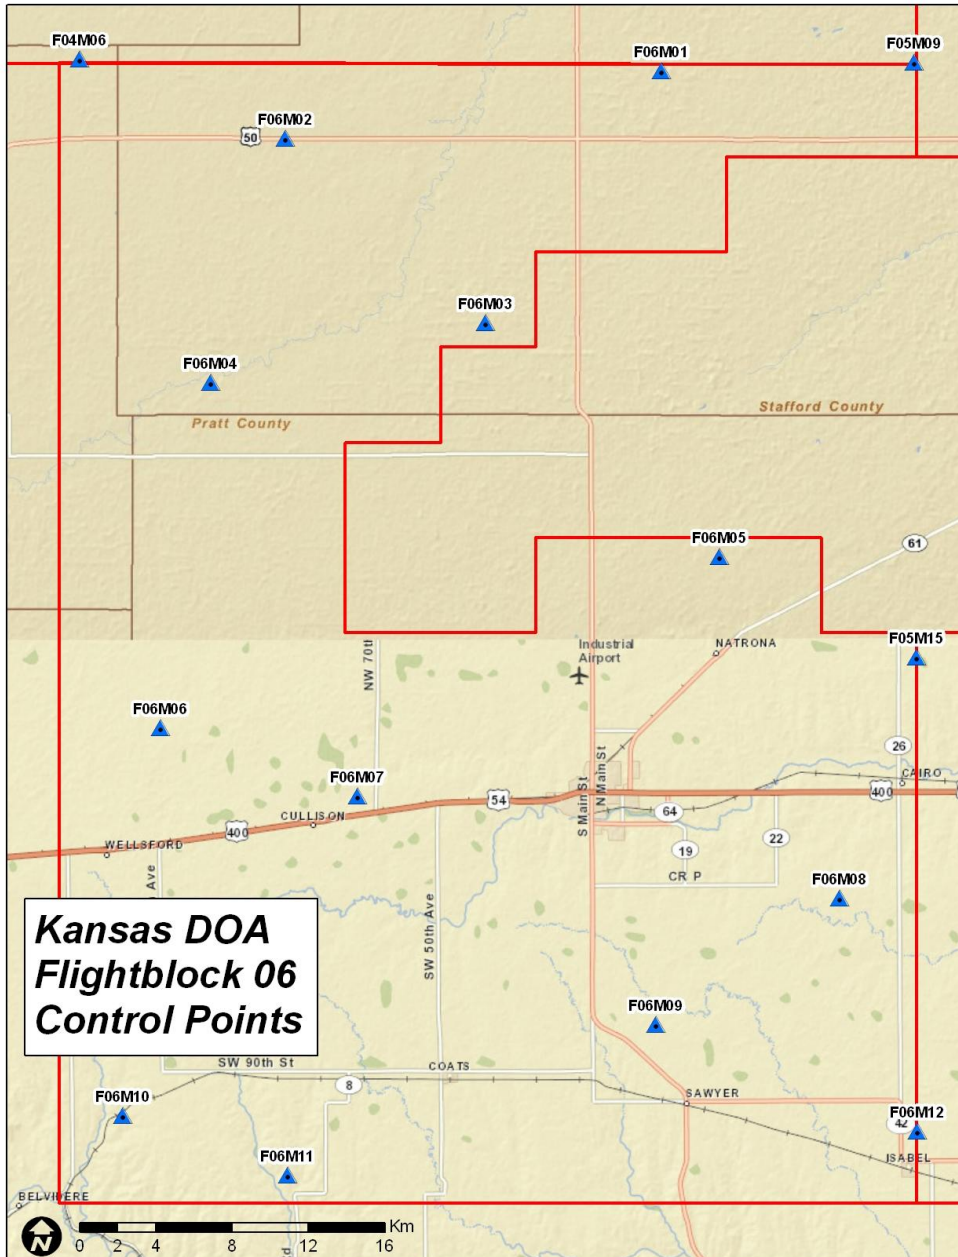 F04M06
F06M01
F05M09
F06M02
50
F06M03
F06M04
Pratt County
Stafford County
F06M05
61
Industrial
Airport
NATRONA
F05M15
NW 70th
F06M06
26
F06M07
CAIRO
CULLISON
54
400
S Main St
N Main St
64
400
WELLSFORD
22
19
CR P
Ave
F06M08
Kansas DOA
Flightblock 06
Control Points
SW 50th Ave
F06M09
SW 90th St
COATS
8
SAWYER
F06M10
F06M12
42
F06M11
ISABEL
BELVIDERE
N
Km
0 2 4 8 12 16
Rd